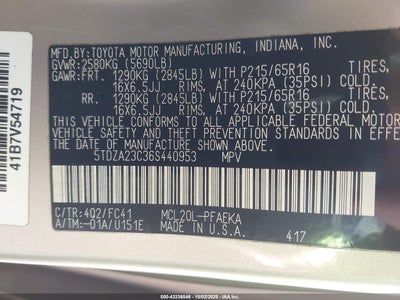 MFD.BY:TOYOTA MOTOR MANUFACTURING, INDIANA, INC.
GVWR:2580KG (5690LB)
GAWR:FRT. 1290KG (2845LB) WITH P215/65R16 TIRES,
16X6.5JJ RIMS, AT 240KPA (35PSI) COLD.
RR. 1290KG (2845LB) WITH P215/65R16 TIRES,
16X6.5JJ RIMS, AT 240KPA (35PSI) COLD.
THIS VEHICLE CONFORMS TO ALL APPLICABLE FEDERAL MOTOR
VEHICLE SAFETY AND THEFT PREVENTION STANDARDS IN EFFECT
ON THE DATE OF MANUFACTURE SHOWN ABOVE.
5TDZA23C36S440953 MPV
C/TR:4Q2/FC41 MCL20L-PFAEKA
A/TM:-01A/U151E MADE IN U.S.A. 417
41B7V54719
© 43336546 - 10/02/2025 - IAAI.COM